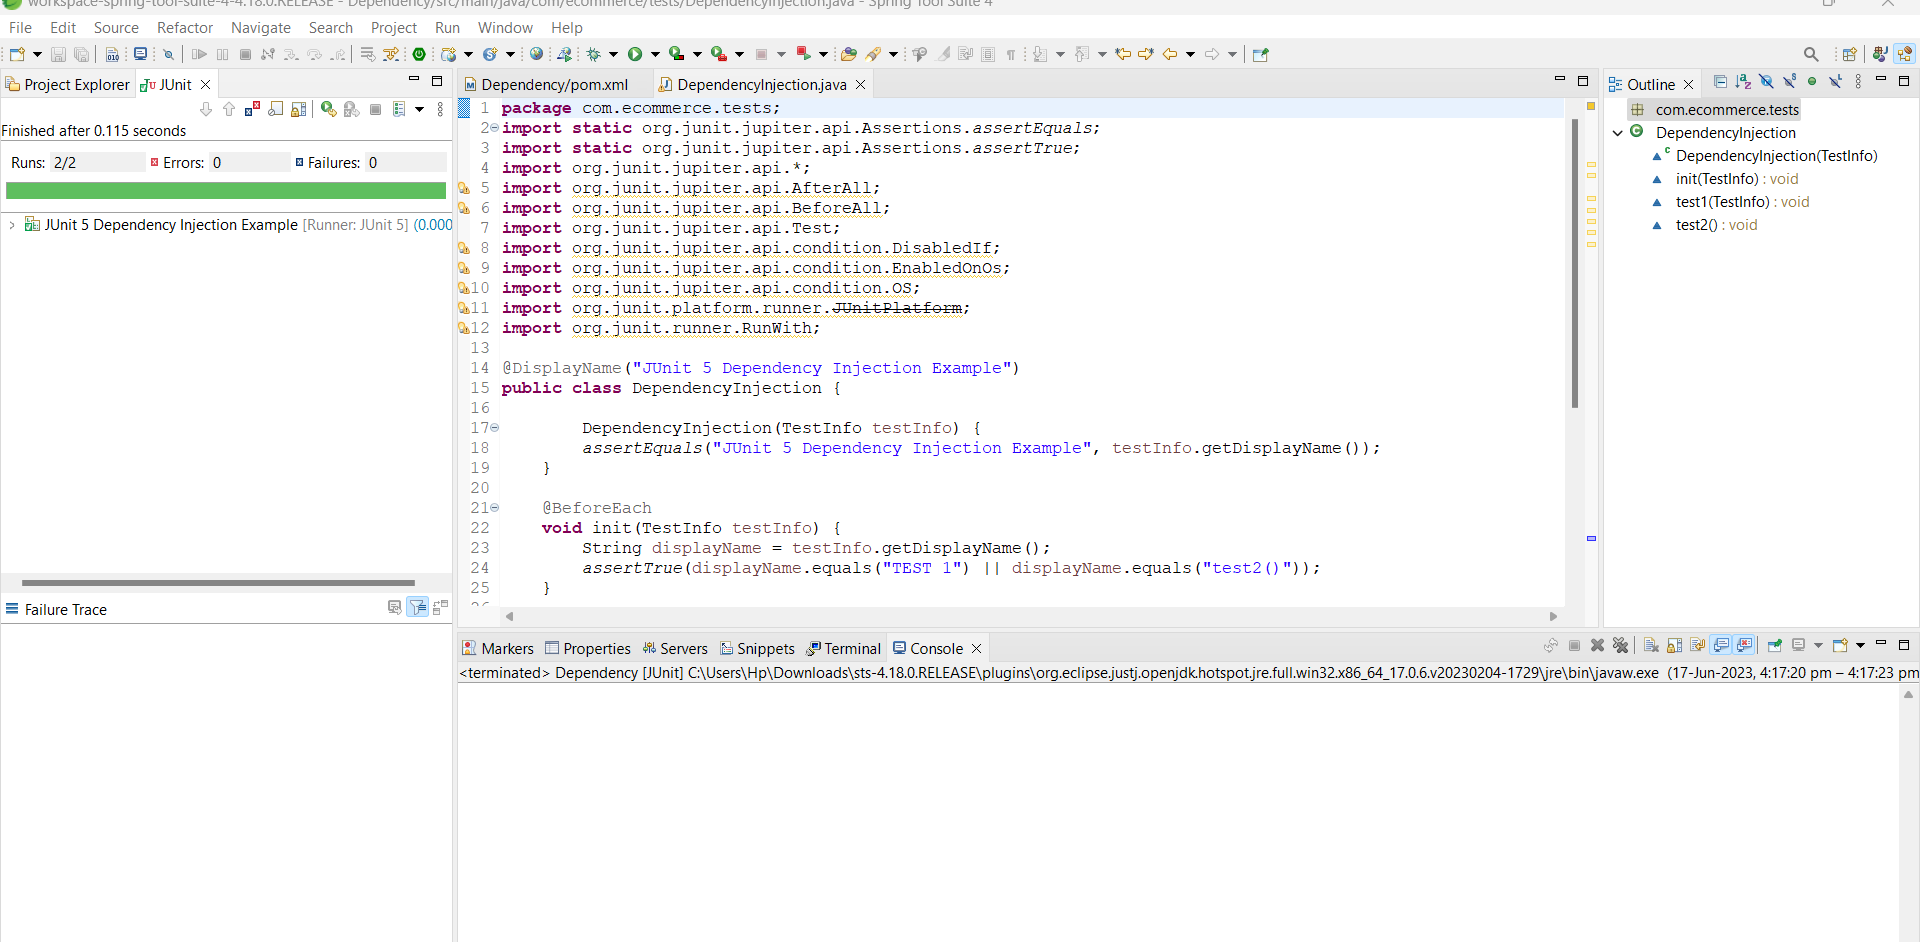 workspace-spring-tool-suite-4-4.18.0.RELEASE - Dependency/src/main/java/com/ecommerce/tests/DependencyInjection.java - Spring Tool Suite 4
File Edit Source Refactor Navigate Search Project Run Window Help
Project Explorer JUnit
Finished after 0.115 seconds
Runs: 2/2 Errors: 0 Failures: 0
JUnit 5 Dependency Injection Example [Runner: JUnit 5] (0.000
Failure Trace
Dependency/pom.xml DependencyInjection.java
1 package com.ecommerce.tests;
2 import static org.junit.jupiter.api.Assertions.assertEquals;
3 import static org.junit.jupiter.api.Assertions.assertTrue;
4 import org.junit.jupiter.api.*;
5 import org.junit.jupiter.api.AfterAll;
6 import org.junit.jupiter.api.BeforeAll;
7 import org.junit.jupiter.api.Test;
8 import org.junit.jupiter.api.condition.DisabledIf;
9 import org.junit.jupiter.api.condition.EnabledOnOs;
10 import org.junit.jupiter.api.condition.OS;
11 import org.junit.platform.runner.JUnitPlatform;
12 import org.junit.runner.RunWith;
13
14 @DisplayName("JUnit 5 Dependency Injection Example")
15 public class DependencyInjection {
16
17 DependencyInjection(TestInfo testInfo) {
18 assertEquals("JUnit 5 Dependency Injection Example", testInfo.getDisplayName());
19 }
20
21 @BeforeEach
22 void init(TestInfo testInfo) {
23 String displayName = testInfo.getDisplayName();
24 assertTrue(displayName.equals("TEST 1") || displayName.equals("test2()"));
25 }
26
Outline
com.ecommerce.tests
DependencyInjection
DependencyInjection(TestInfo)
init(TestInfo) : void
test1(TestInfo) : void
test2() : void
Markers Properties Servers Snippets Terminal Console
<terminated> Dependency [JUnit] C:\Users\Hp\Downloads\sts-4.18.0.RELEASE\plugins\org.eclipse.justj.openjdk.hotspot.jre.full.win32.x86_64_17.0.6.v20230204-1729\jre\bin\javaw.exe (17-Jun-2023, 4:17:20 pm – 4:17:23 pm